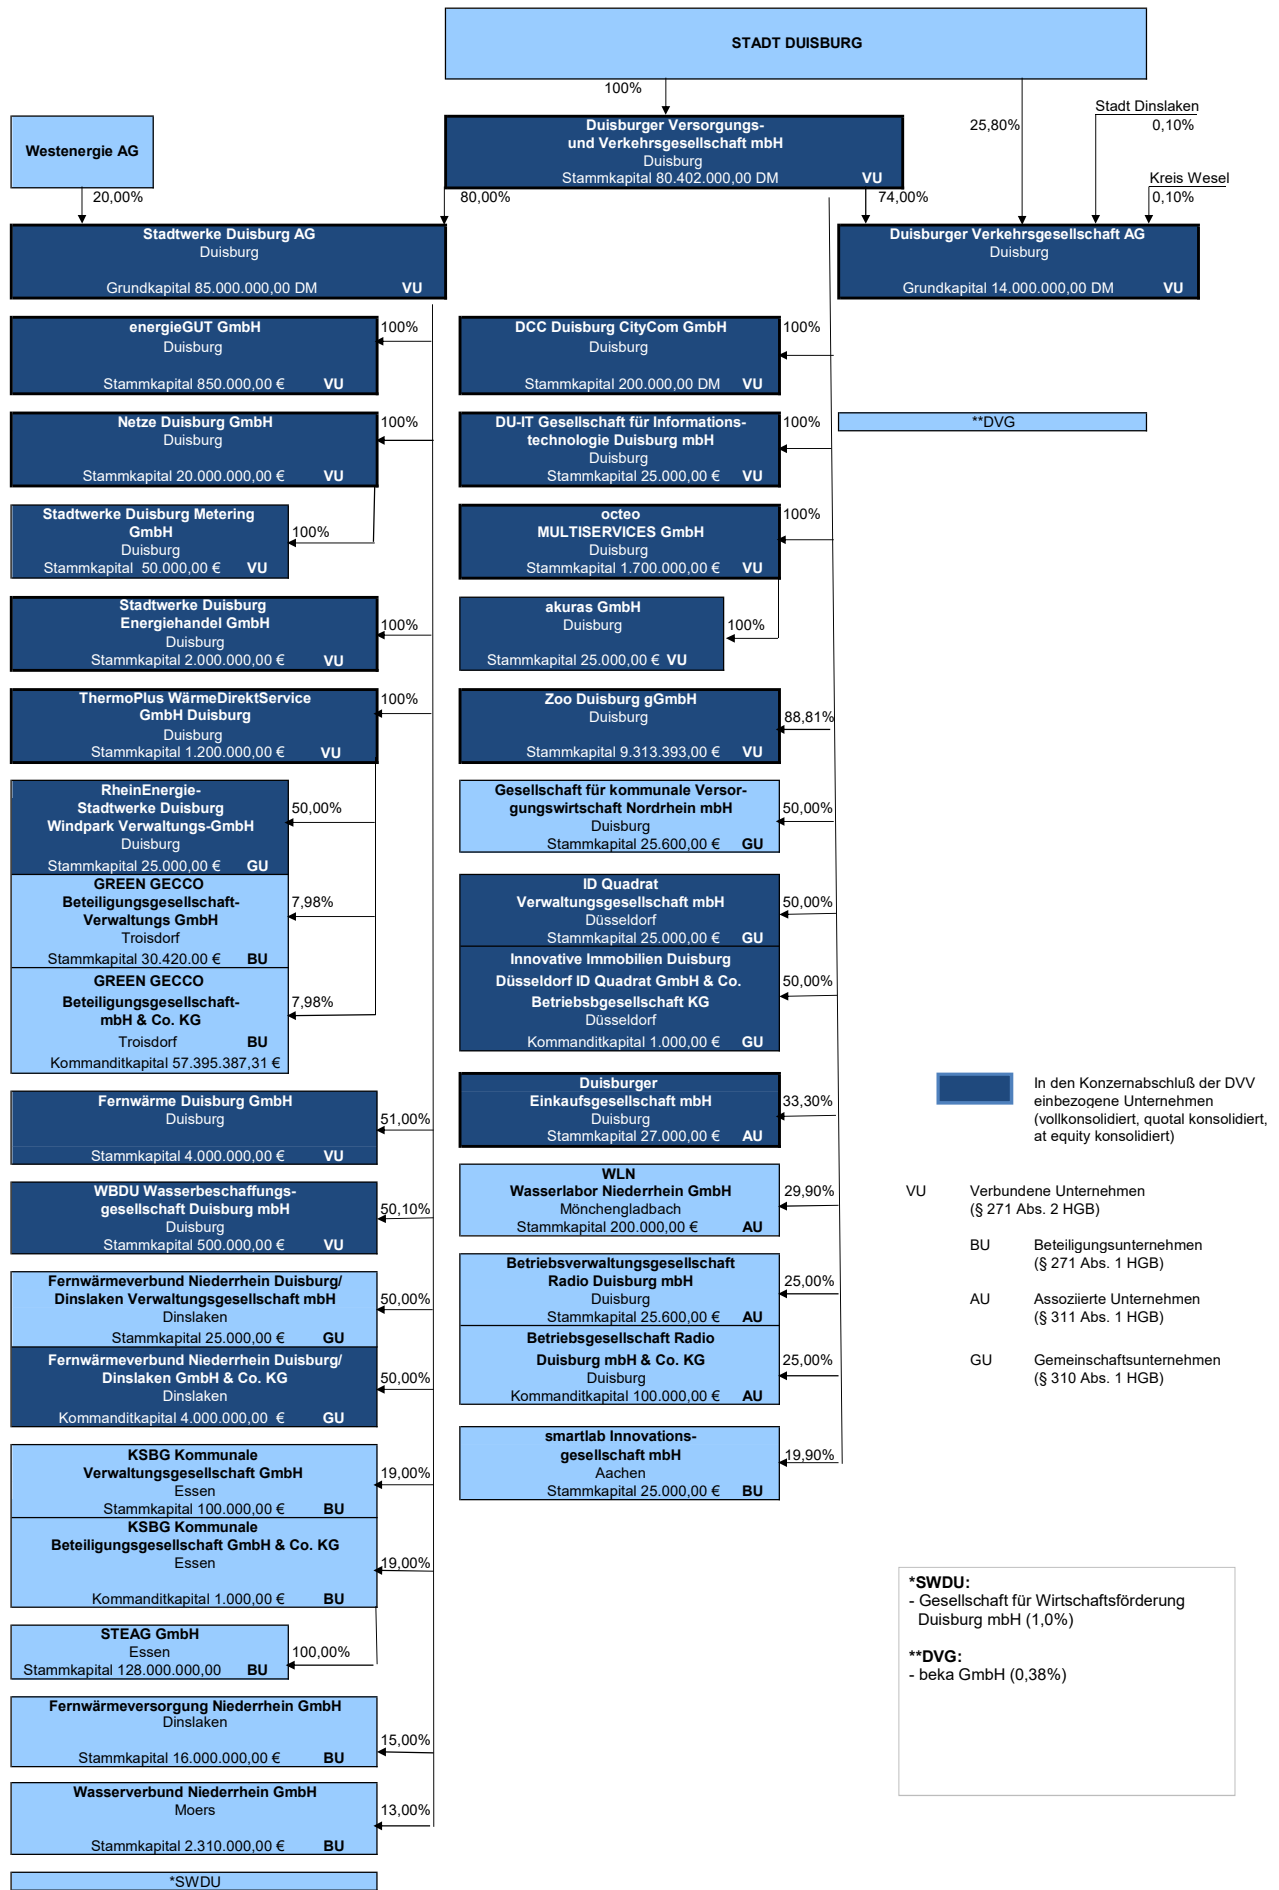 STADT DUISBURG
100%
25,80%
Stadt Dinslaken
0,10%
Kreis Wesel
0,10%
Westenergie AG
20,00%
Duisburger Versorgungs-
und Verkehrsgesellschaft mbH
Duisburg
Stammkapital 80.402.000,00 DM VU
80,00%
74,00%
Stadtwerke Duisburg AG
Duisburg
Grundkapital 85.000.000,00 DM VU
Duisburger Verkehrsgesellschaft AG
Duisburg
Grundkapital 14.000.000,00 DM VU
**DVG
energieGUT GmbH
Duisburg
Stammkapital 850.000,00 € VU
100%
Netze Duisburg GmbH
Duisburg
Stammkapital 20.000.000,00 € VU
100%
Stadtwerke Duisburg Metering
GmbH
Duisburg
Stammkapital 50.000,00 € VU
100%
Stadtwerke Duisburg
Energiehandel GmbH
Duisburg
Stammkapital 2.000.000,00 € VU
100%
ThermoPlus WärmeDirektService
GmbH Duisburg
Duisburg
Stammkapital 1.200.000,00 € VU
100%
RheinEnergie-
Stadtwerke Duisburg
Windpark Verwaltungs-GmbH
Duisburg
Stammkapital 25.000,00 € GU
50,00%
GREEN GECCO
Beteiligungsgesellschaft-
Verwaltungs GmbH
Troisdorf
Stammkapital 30.420.00 € BU
7,98%
GREEN GECCO
Beteiligungsgesellschaft-
mbH & Co. KG
Troisdorf BU
Kommanditkapital 57.395.387,31 €
7,98%
Fernwärme Duisburg GmbH
Duisburg
Stammkapital 4.000.000,00 € VU
51,00%
WBDU Wasserbeschaffungs-
gesellschaft Duisburg mbH
Duisburg
Stammkapital 500.000,00 € VU
50,10%
Fernwärmeverbund Niederrhein Duisburg/
Dinslaken Verwaltungsgesellschaft mbH
Dinslaken
Stammkapital 25.000,00 € GU
50,00%
Fernwärmeverbund Niederrhein Duisburg/
Dinslaken GmbH & Co. KG
Dinslaken
Kommanditkapital 4.000.000,00 € GU
50,00%
KSBG Kommunale
Verwaltungsgesellschaft GmbH
Essen
Stammkapital 100.000,00 € BU
19,00%
KSBG Kommunale
Beteiligungsgesellschaft GmbH & Co. KG
Essen
Kommanditkapital 1.000,00 € BU
19,00%
STEAG GmbH
Essen
Stammkapital 128.000.000,00 BU
100,00%
Fernwärmeversorgung Niederrhein GmbH
Dinslaken
Stammkapital 16.000.000,00 € BU
15,00%
Wasserverbund Niederrhein GmbH
Moers
Stammkapital 2.310.000,00 € BU
13,00%
*SWDU
DCC Duisburg CityCom GmbH
Duisburg
Stammkapital 200.000,00 DM VU
100%
DU-IT Gesellschaft für Informations-
technologie Duisburg mbH
Duisburg
Stammkapital 25.000,00 € VU
100%
octeo
MULTISERVICES GmbH
Duisburg
Stammkapital 1.700.000,00 € VU
100%
akuras GmbH
Duisburg
Stammkapital 25.000,00 € VU
100%
Zoo Duisburg gGmbH
Duisburg
Stammkapital 9.313.393,00 € VU
88,81%
Gesellschaft für kommunale Versor-
gungswirtschaft Nordrhein mbH
Duisburg
Stammkapital 25.600,00 € GU
50,00%
ID Quadrat
Verwaltungsgesellschaft mbH
Düsseldorf
Stammkapital 25.000,00 € GU
50,00%
Innovative Immobilien Duisburg
Düsseldorf ID Quadrat GmbH & Co.
Betriebsbgesellschaft KG
Düsseldorf
Kommanditkapital 1.000,00 € GU
50,00%
Duisburger
Einkaufsgesellschaft mbH
Duisburg
Stammkapital 27.000,00 € AU
33,30%
WLN
Wasserlabor Niederrhein GmbH
Mönchengladbach
Stammkapital 200.000,00 € AU
29,90%
Betriebsverwaltungsgesellschaft
Radio Duisburg mbH
Duisburg
Stammkapital 25.600,00 € AU
25,00%
Betriebsgesellschaft Radio
Duisburg mbH & Co. KG
Duisburg
Kommanditkapital 100.000,00 € AU
25,00%
smartlab Innovations-
gesellschaft mbH
Aachen
Stammkapital 25.000,00 € BU
19,90%
In den Konzernabschluß der DVV
einbezogene Unternehmen
(vollkonsolidiert, quotal konsolidiert,
at equity konsolidiert)
VU Verbundene Unternehmen
(§ 271 Abs. 2 HGB)
BU Beteiligungsunternehmen
(§ 271 Abs. 1 HGB)
AU Assoziierte Unternehmen
(§ 311 Abs. 1 HGB)
GU Gemeinschaftsunternehmen
(§ 310 Abs. 1 HGB)
*SWDU:
- Gesellschaft für Wirtschaftsförderung
Duisburg mbH (1,0%)
**DVG:
- beka GmbH (0,38%)